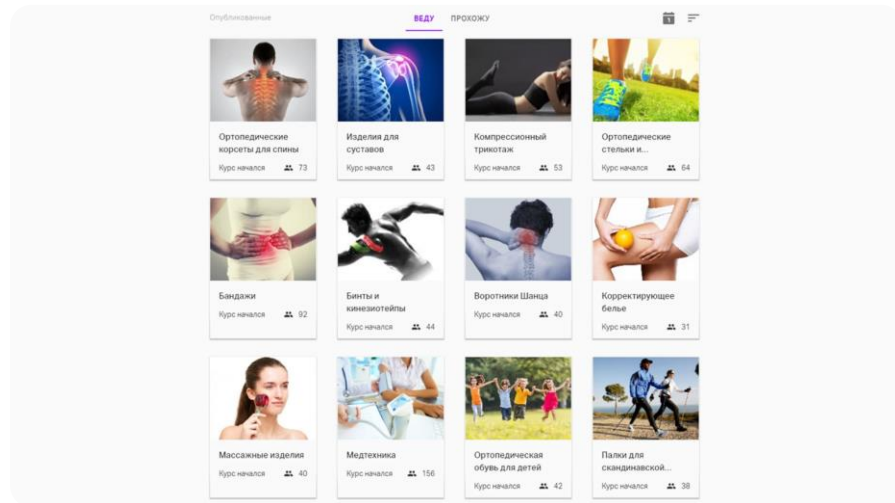 Опубликованные
ВЕДУ
ПРОХОЖУ
1
Ортопедические
корсеты для спины
Курс начался 73
Изделия для
суставов
Курс начался 43
Компрессионный
трикотаж
Курс начался 53
Ортопедические
стельки и...
Курс начался 64
Бандажи
Курс начался 92
Бинты и
кинезиотейпы
Курс начался 44
Воротники Шанца
Курс начался 40
Корректирующее
белье
Курс начался 31
Массажные изделия
Курс начался 40
Медтехника
Курс начался 156
Ортопедическая
обувь для детей
Курс начался 42
Палки для
скандинавской...
Курс начался 38